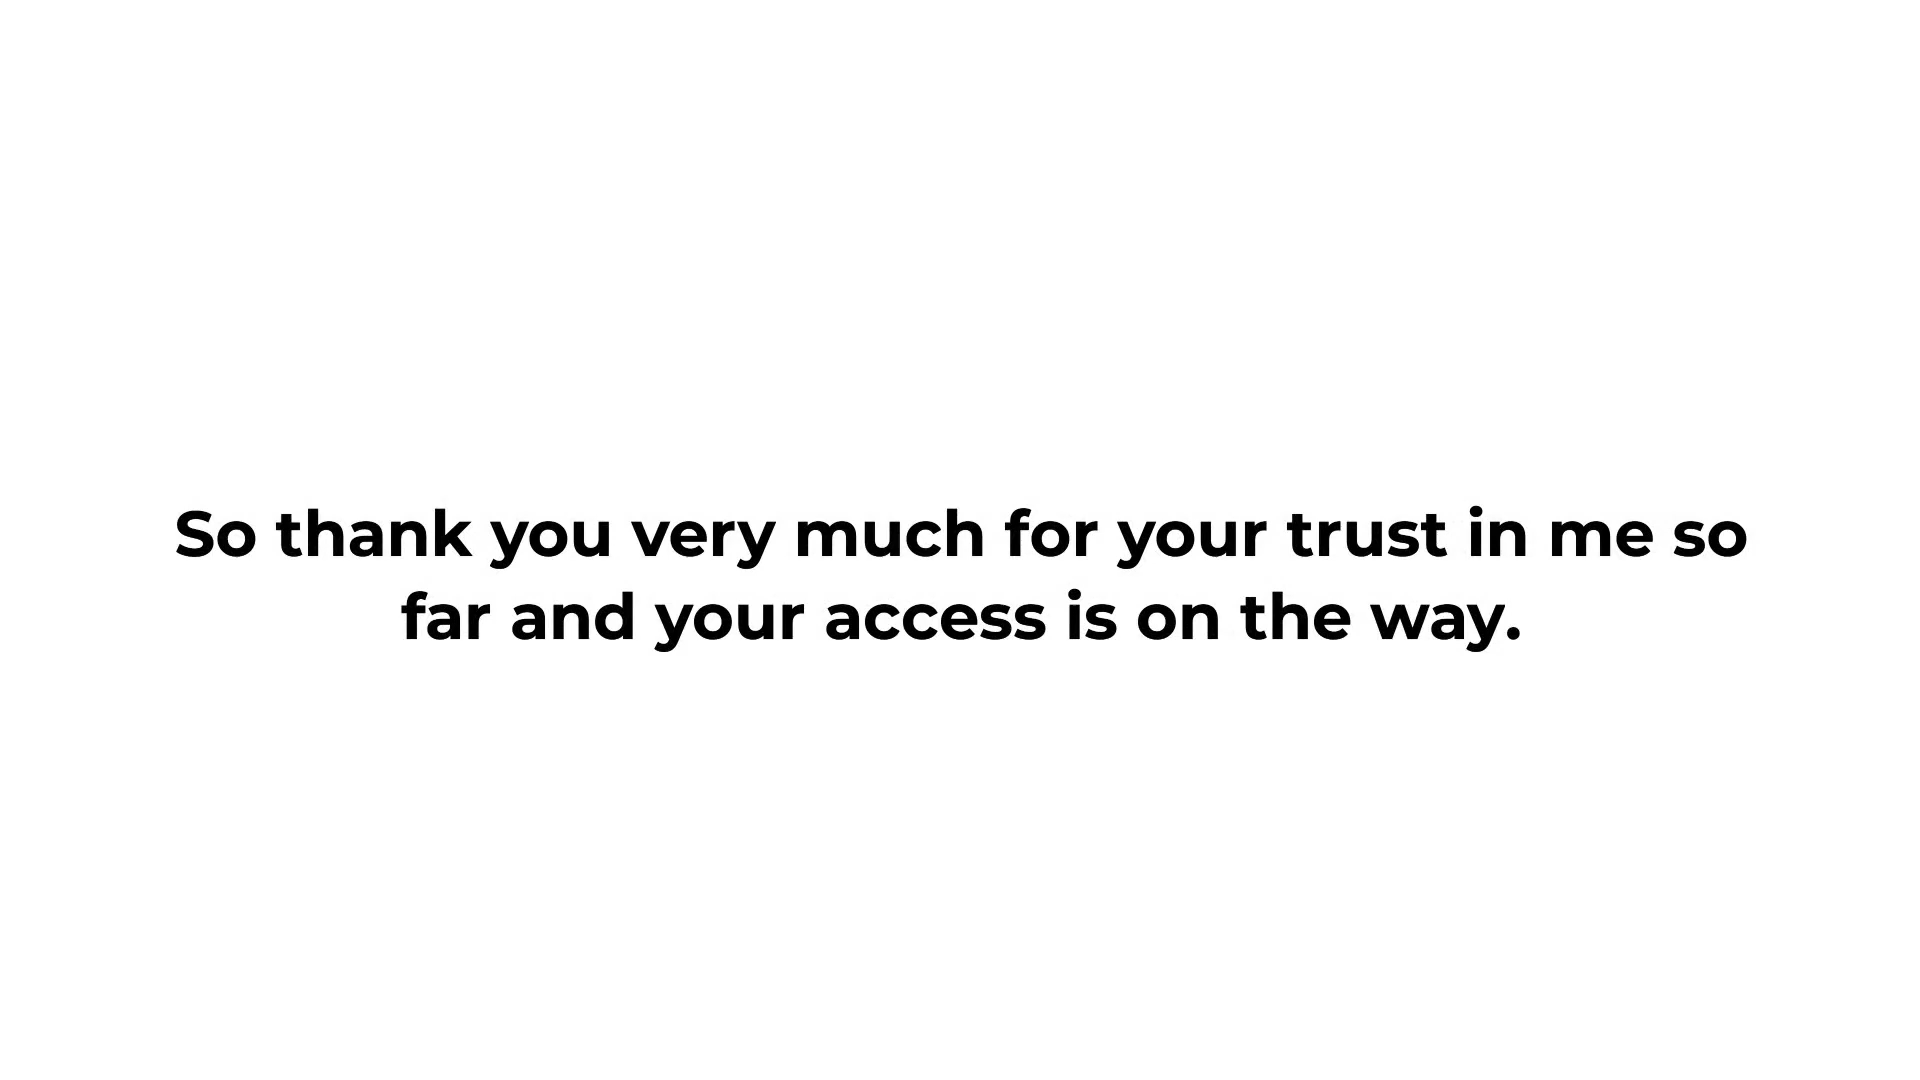 So thank you very much for your trust in me so
far and your access is on the way.